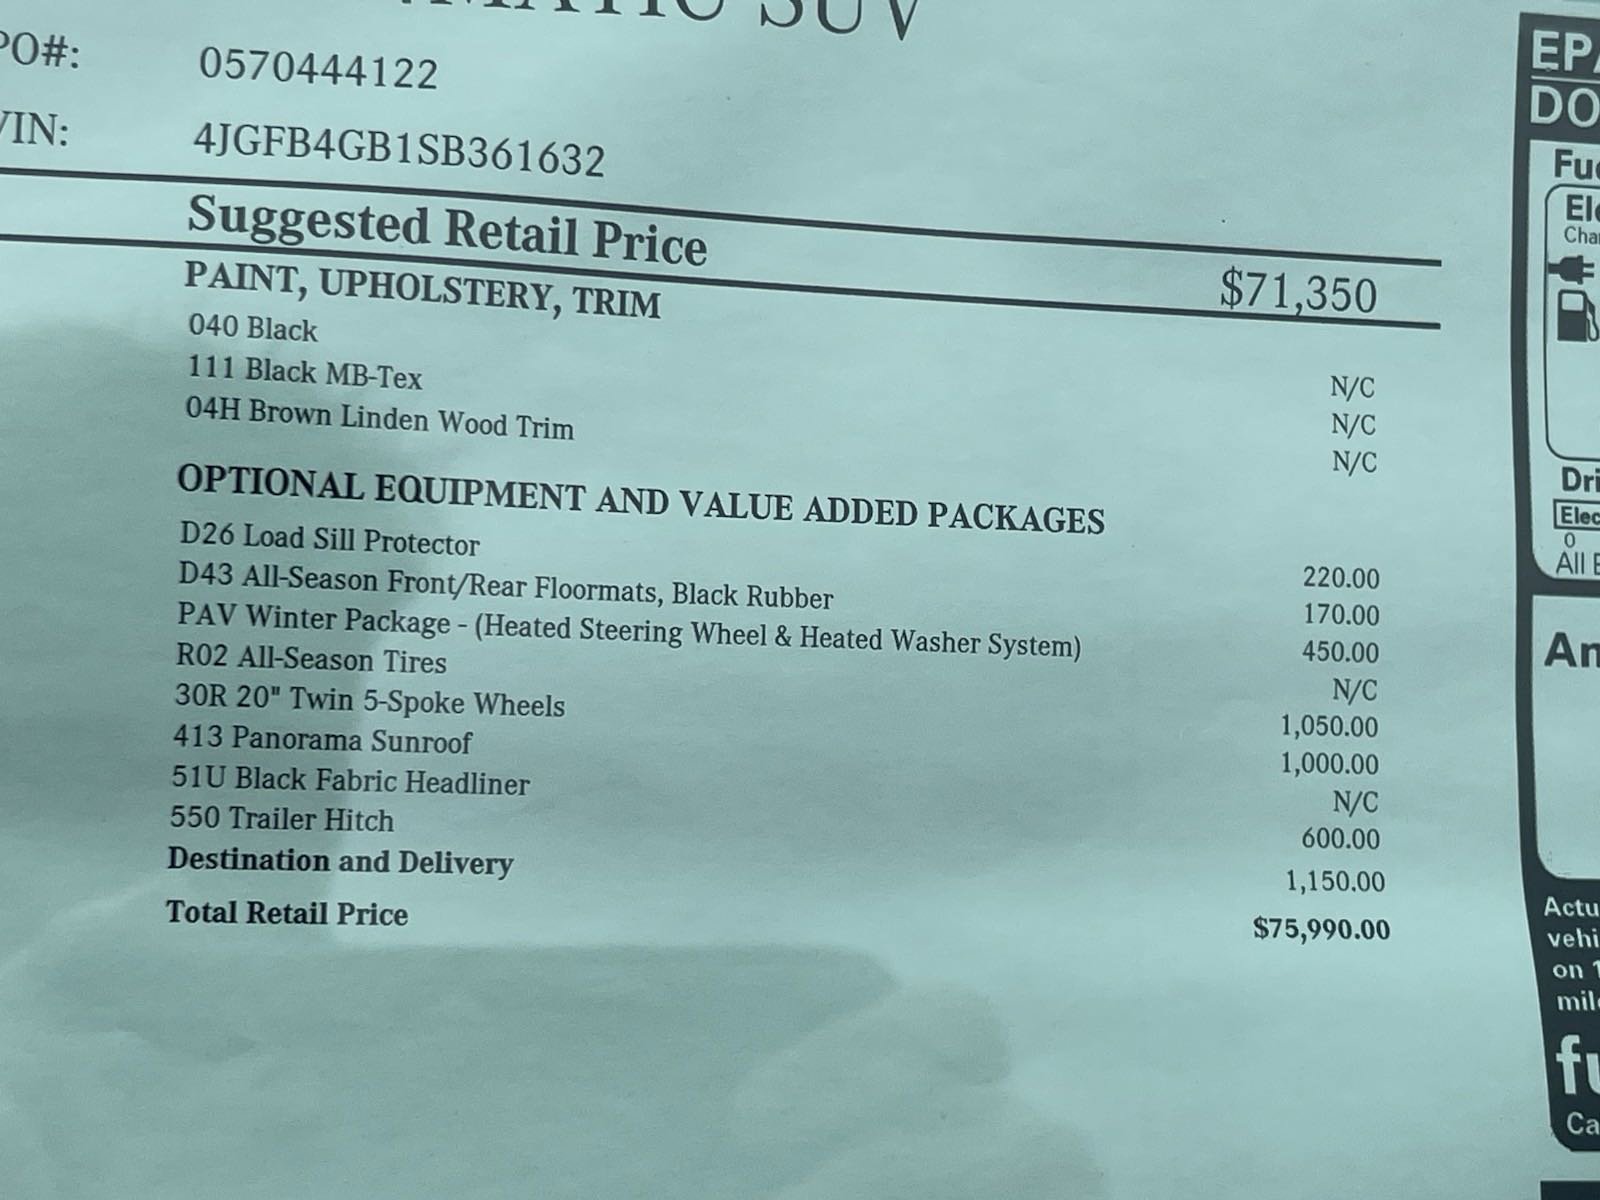 SUV
PO#: 0570444122
VIN: 4JGFB4GB1SB361632
Suggested Retail Price $71,350
PAINT, UPHOLSTERY, TRIM
040 Black N/C
111 Black MB-Tex N/C
04H Brown Linden Wood Trim N/C
OPTIONAL EQUIPMENT AND VALUE ADDED PACKAGES
D26 Load Sill Protector 220.00
D43 All-Season Front/Rear Floormats, Black Rubber 170.00
PAV Winter Package - (Heated Steering Wheel & Heated Washer System) 450.00
R02 All-Season Tires N/C
30R 20" Twin 5-Spoke Wheels 1,050.00
413 Panorama Sunroof 1,000.00
51U Black Fabric Headliner N/C
550 Trailer Hitch 600.00
Destination and Delivery 1,150.00
Total Retail Price $75,990.00
EPA
DO
Fu
El
Cha
Dri
Elec
0
All
An
Actu
vehi
on 1
mil
fu
Ca